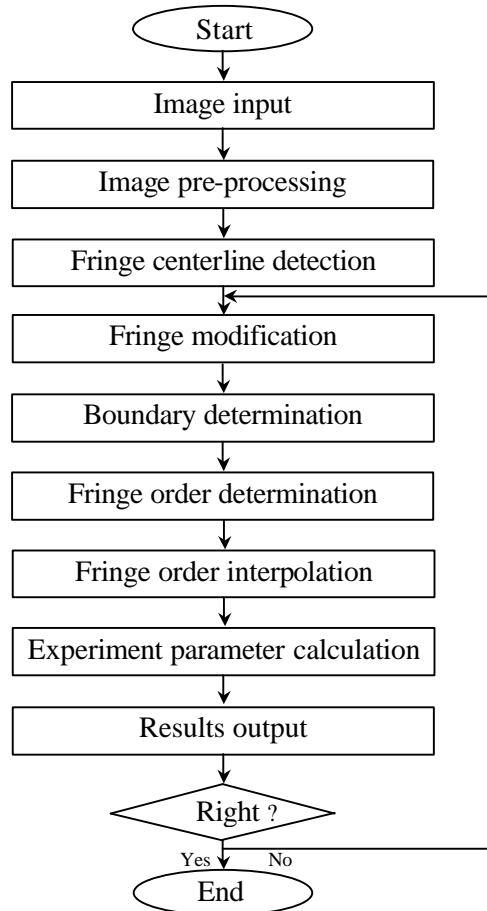 Start
Image input
Image pre-processing
Fringe centerline detection
Fringe modification
Boundary determination
Fringe order determination
Fringe order interpolation
Experiment parameter calculation
Results output
Right ?
Yes No
End